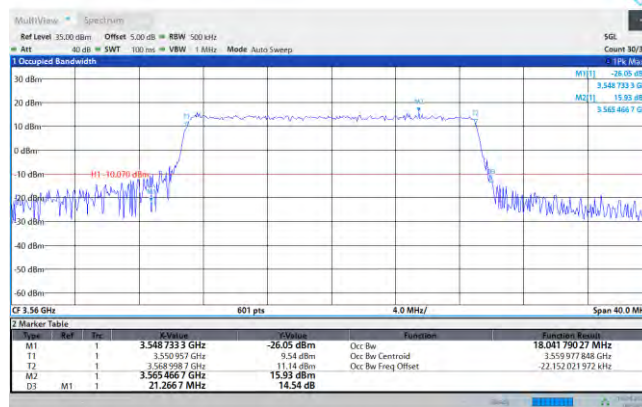 MultiView Spectrum
Ref Level 35.00 dBm Offset 5.00 dB RBW 500 kHz SGL
Att 40 dB SWT 100 ms VBW 1 MHz Mode Auto Sweep Count 30/3
1 Occupied Bandwidth 1Pk Ma
M1[1] -26.05 dB
3.548 733 3 G
M2[1] 15.93 dB
3.565 466 7 G
30 dBm
20 dBm
M2
T1 T2
10 dBm
0 dBm
-10 dBm
H1 -10.070 dBm
-20 dBm
-30 dBm
-50 dBm
-60 dBm
CF 3.56 GHz 601 pts 4.0 MHz/ Span 40.0 MH
2 Marker Table
Type Ref Trc X-Value Y-Value Function Function Result
M1 1 3.548 733 3 GHz -26.05 dBm Occ Bw 18.041 790 27 MHz
T1 1 3.550 957 GHz 9.54 dBm Occ Bw Centroid 3.559 977 848 GHz
T2 1 3.568 998 7 GHz 11.14 dBm Occ Bw Freq Offset -22.152 021 972 kHz
M2 1 3.565 466 7 GHz 15.93 dBm
D3 M1 1 21.266 7 MHz 14.54 dB